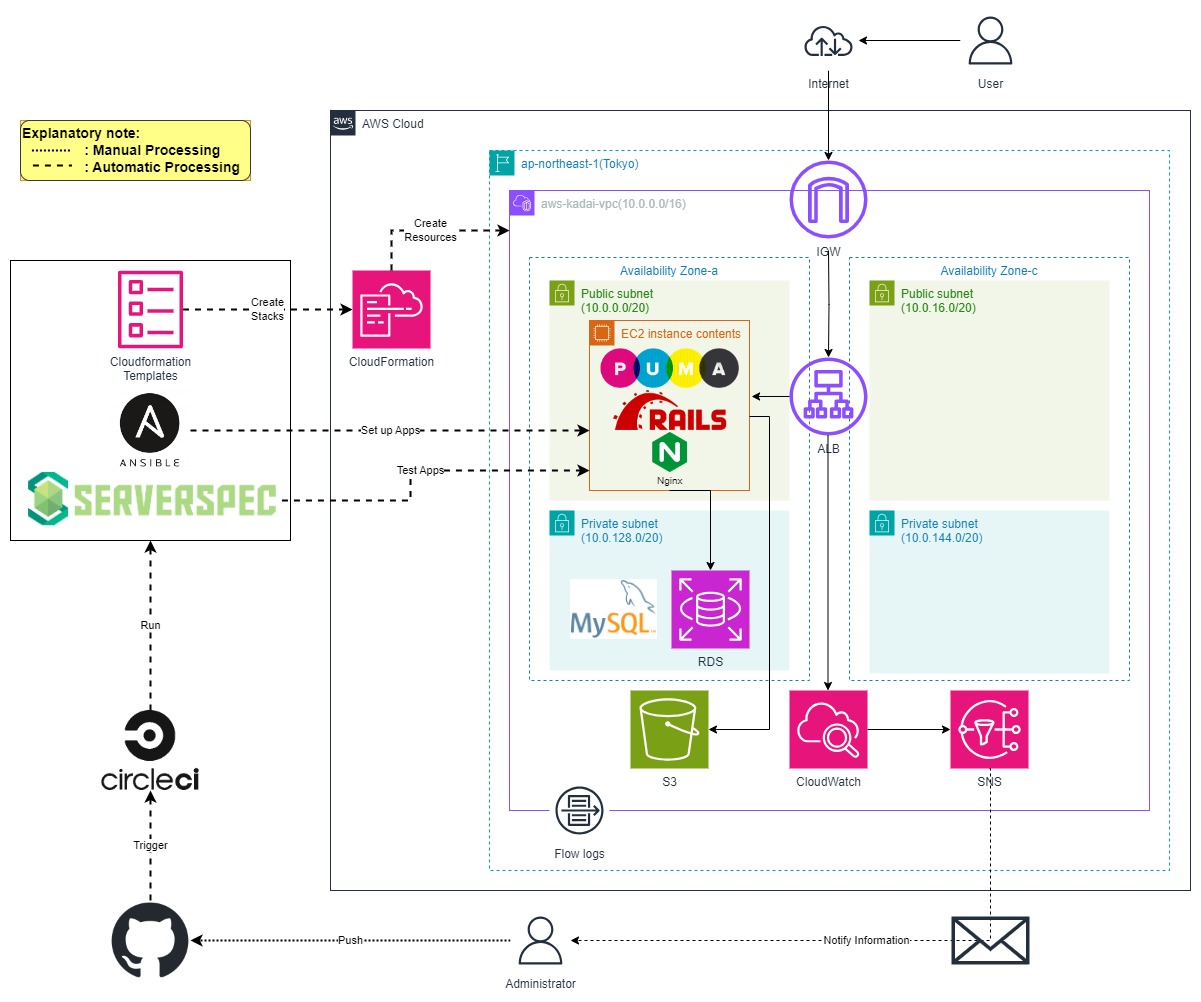 Internet
User
aws
AWS Cloud
Explanatory note:
: Manual Processing
: Automatic Processing
ap-northeast-1(Tokyo)
aws-kadai-vpc(10.0.0.0/16)
Create
Resources
IGW
Availability Zone-a
Availability Zone-c
Public subnet
(10.0.0.0/20)
Public subnet
(10.0.16.0/20)
Create
Stacks
EC2 instance contents
Cloudformation
Templates
CloudFormation
PUMA
RAILS
A
ANSIBLE
Set up Apps
N
Nginx
ALB
Test Apps
SERVERSPEC
Private subnet
(10.0.128.0/20)
Private subnet
(10.0.144.0/20)
MySQL
RDS
Run
circleci
S3
CloudWatch
SNS
Trigger
Flow logs
Push
Notify Information
Administrator